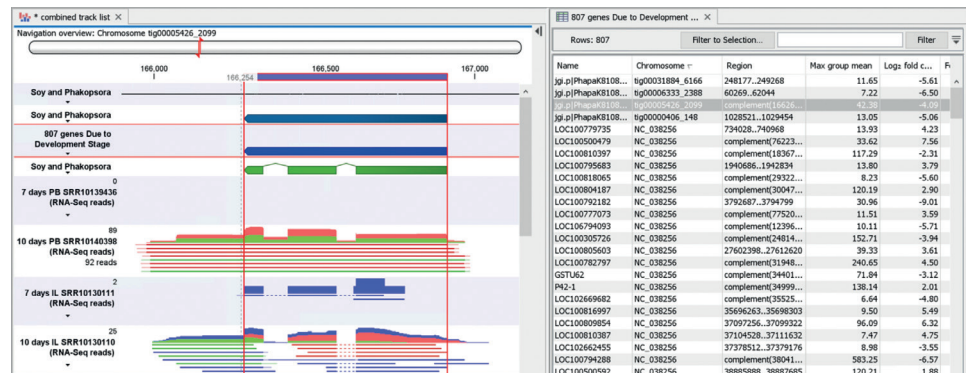 * combined track list
Navigation overview: Chromosome tig00005426_2099
166,000 166,500 167,000
166,254
Soy and Phakopsora
Soy and Phakopsora
807 genes Due to
Development Stage
Soy and Phakopsora
0
7 days PB SRR10139436
(RNA-Seq reads)
89
10 days PB SRR10140398
(RNA-Seq reads)
92 reads
2
7 days IL SRR10130111
(RNA-Seq reads)
25
10 days IL SRR10130110
(RNA-Seq reads)
807 genes Due to Development ...
Rows: 807 Filter to Selection... Filter
Name Chromosome Region Max group mean Log₂ fold c...
jgi.p|PhapaK8108... tig00031884_6166 248177..249268 11.65 -5.61
jgi.p|PhapaK8108... tig00006333_2388 60269..62044 7.22 -6.50
jgi.p|PhapaK8108... tig00005426_2099 complement(16626... 42.38 -4.09
jgi.p|PhapaK8108... tig00000406_148 1028521..1029454 13.05 -5.06
LOC100779735 NC_038256 734028..740968 13.93 4.23
LOC100500479 NC_038256 complement(76223... 33.62 7.56
LOC100810397 NC_038256 complement(18367... 117.29 -2.31
LOC100795683 NC_038256 1940686..1942834 13.80 3.79
LOC100818065 NC_038256 complement(29322... 8.23 -5.60
LOC100804187 NC_038256 complement(30047... 120.19 2.90
LOC100792182 NC_038256 3792687..3794799 30.96 -9.01
LOC100777073 NC_038256 complement(77520... 11.51 3.59
LOC106794093 NC_038256 complement(12396... 10.11 -5.71
LOC100305726 NC_038256 complement(24814... 152.71 -3.94
LOC100805603 NC_038256 27602398..27612620 39.33 3.61
LOC100782797 NC_038256 complement(31948... 240.65 4.50
GSTU62 NC_038256 complement(34401... 71.84 -3.12
P42-1 NC_038256 complement(34999... 138.14 2.01
LOC102669682 NC_038256 complement(35525... 6.64 -4.80
LOC100816997 NC_038256 35696263..35698303 9.50 5.49
LOC100809854 NC_038256 37097256..37099322 96.09 6.32
LOC100810387 NC_038256 37104528..37111632 7.47 4.75
LOC102662455 NC_038256 37378512..37379176 8.98 -3.55
LOC100794288 NC_038256 complement(38041... 583.25 -6.57
LOC100500592 NC_038256 38885888..38887685 120.21 1.88